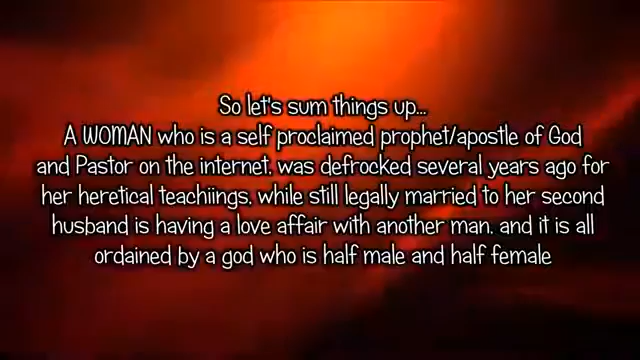 So let's sum things up...
A WOMAN who is a self proclaimed prophet/apostle of God
and Pastor on the internet, was defrocked several years ago for
her heretical teachiings, while still legally married to her second
husband is having a love affair with another man, and it is all
ordained by a god who is half male and half female